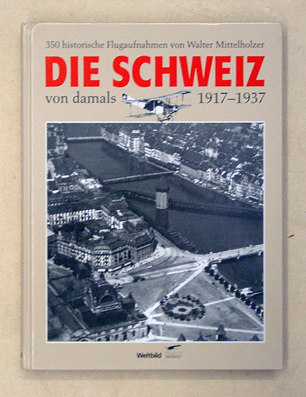 350 historische Flugaufnahmen von Walter Mittelholzer
DIE SCHWEIZ
von damals 1917–1937
Weltbild